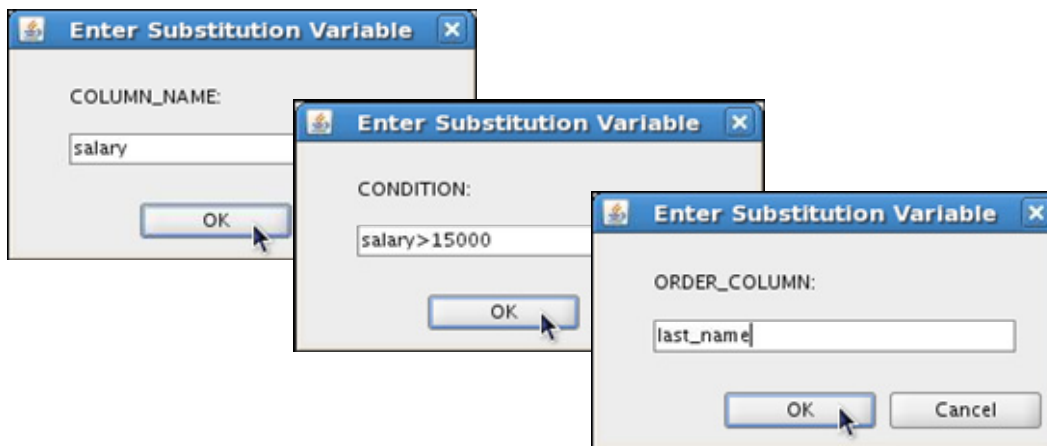 Enter Substitution Variable
COLUMN_NAME:
salary
OK
Enter Substitution Variable
CONDITION:
salary>15000
OK
Enter Substitution Variable
ORDER_COLUMN:
last_name
OK
Cancel